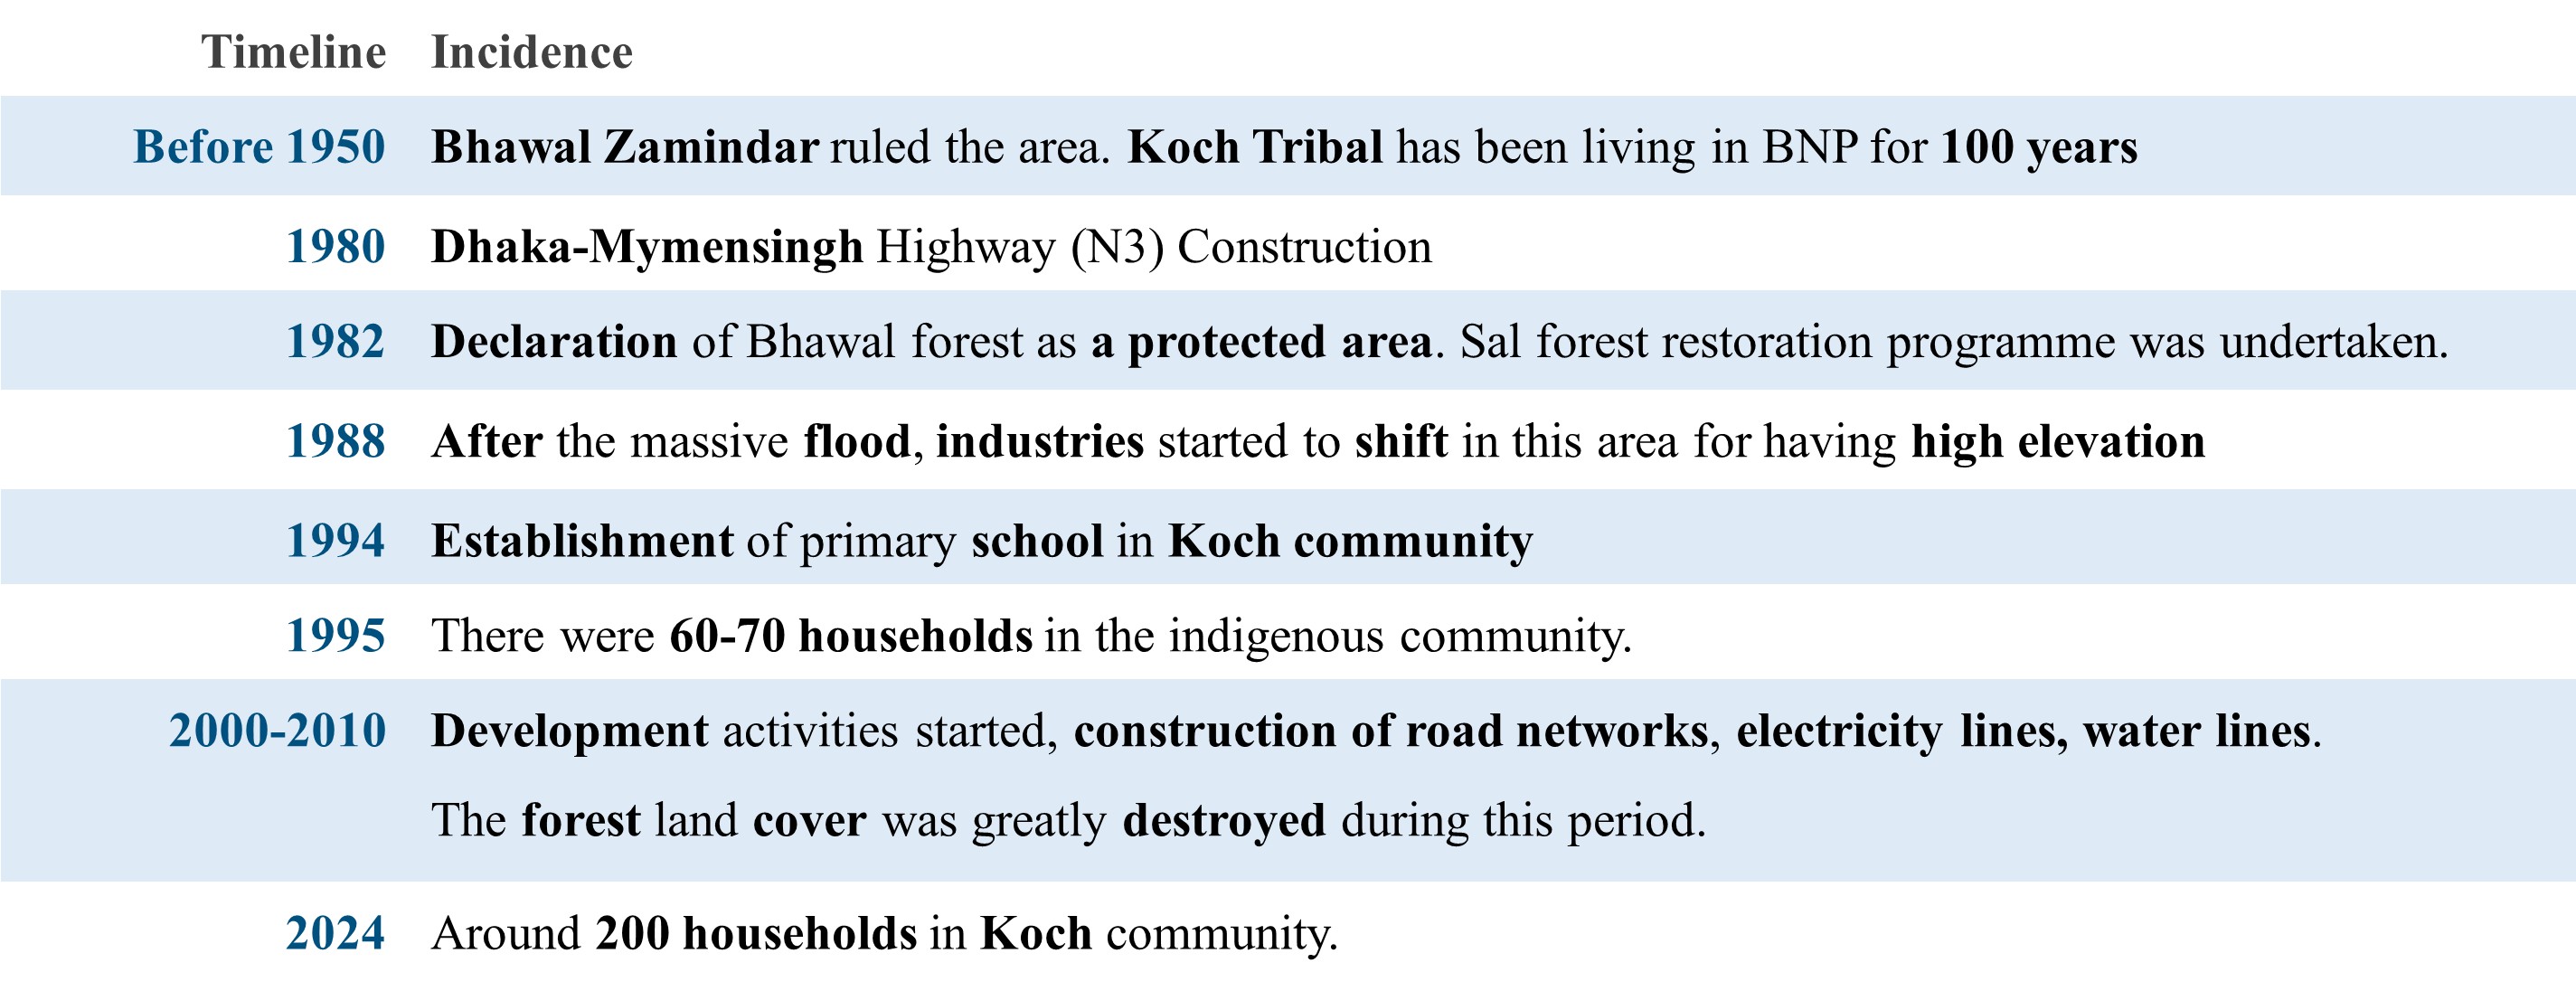 Timeline Incidence
Before 1950 Bhawal Zamindar ruled the area. Koch Tribal has been living in BNP for 100 years
1980 Dhaka-Mymensingh Highway (N3) Construction
1982 Declaration of Bhawal forest as a protected area. Sal forest restoration programme was undertaken.
1988 After the massive flood, industries started to shift in this area for having high elevation
1994 Establishment of primary school in Koch community
1995 There were 60-70 households in the indigenous community.
2000-2010 Development activities started, construction of road networks, electricity lines, water lines.
The forest land cover was greatly destroyed during this period.
2024 Around 200 households in Koch community.